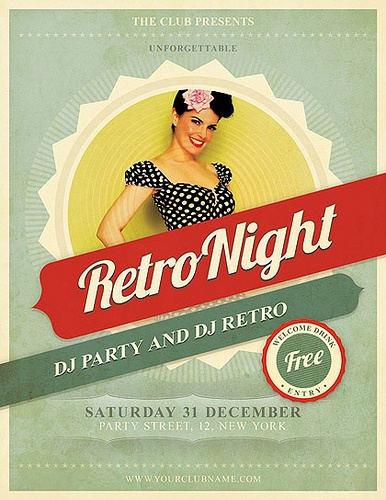 THE CLUB PRESENTS
UNFORGETTABLE
Retro Night
DJ PARTY AND DJ RETRO
WELCOME DRINK
Free
ENTRY
SATURDAY 31 DECEMBER
PARTY STREET, 12, NEW YORK
WWW.YOURCLUBNAME.COM